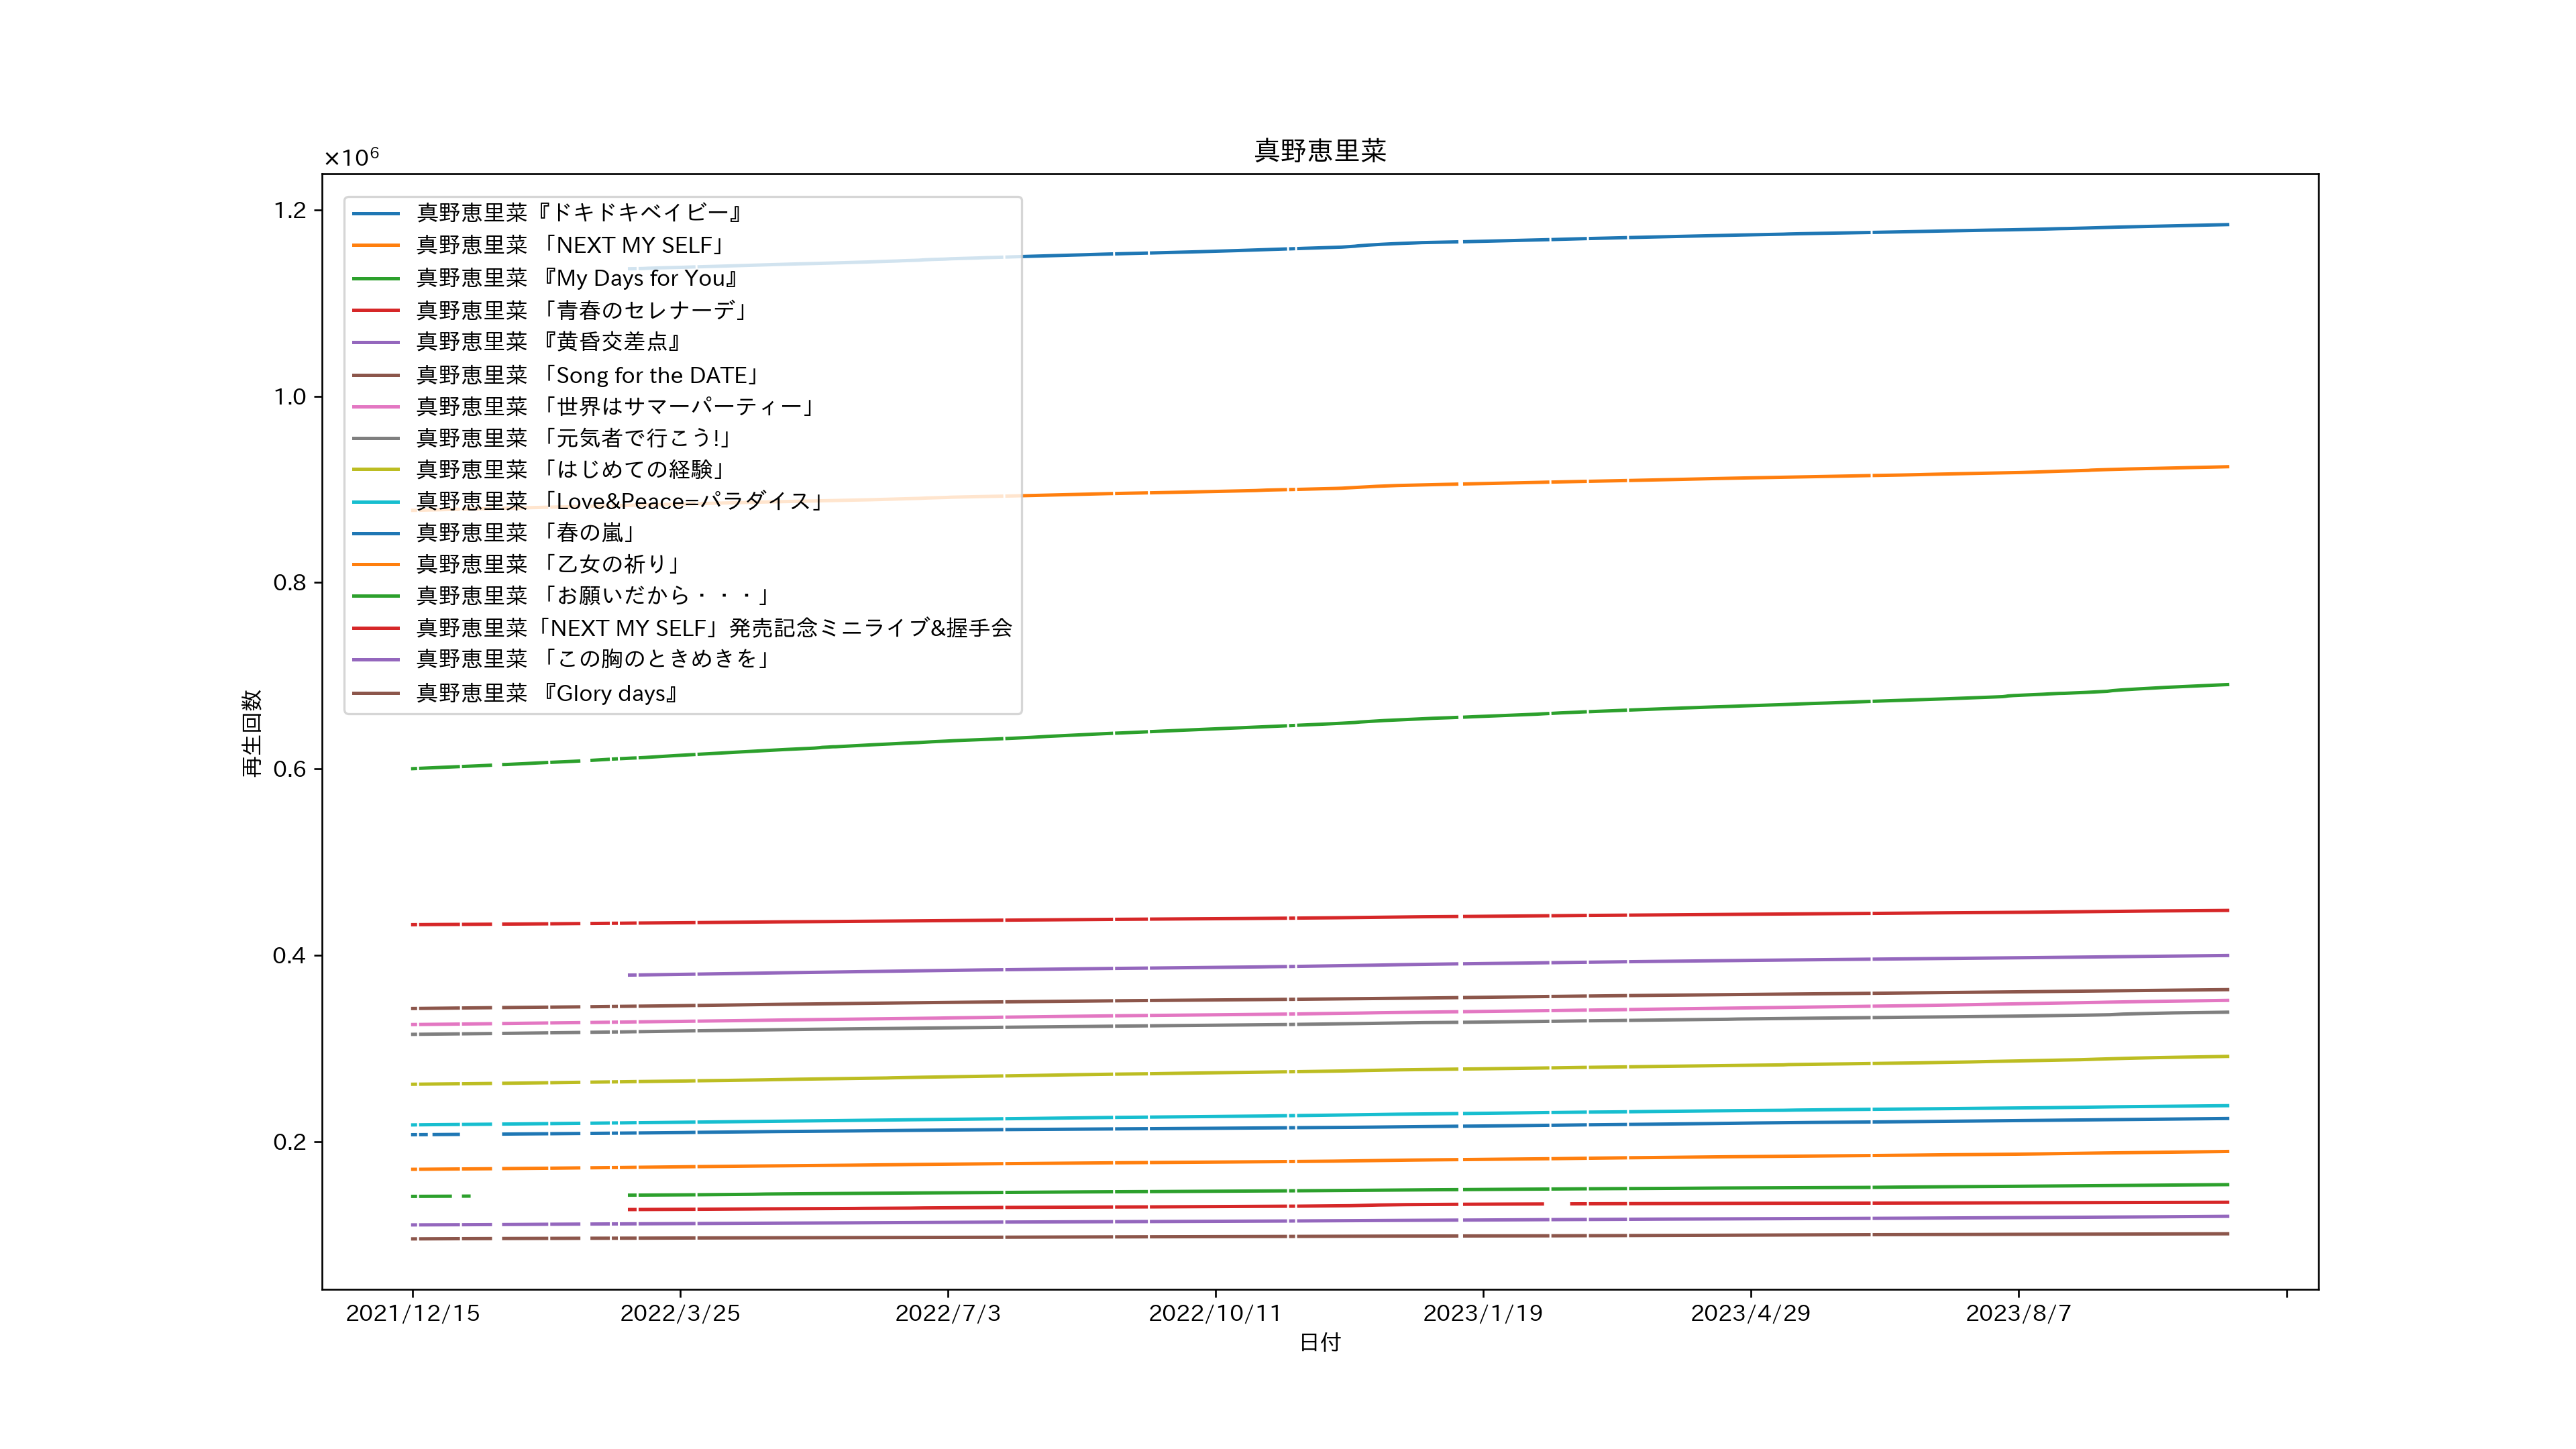 真野恵里菜
×10⁶
1.2
1.0
0.8
0.6
0.4
0.2
再生回数
真野恵里菜『ドキドキベイビー』
真野恵里菜 「NEXT MY SELF」
真野恵里菜 『My Days for You』
真野恵里菜 「青春のセレナーデ」
真野恵里菜 『黄昏交差点』
真野恵里菜 「Song for the DATE」
真野恵里菜 「世界はサマーパーティー」
真野恵里菜 「元気者で行こう!」
真野恵里菜 「はじめての経験」
真野恵里菜 「Love&Peace=パラダイス」
真野恵里菜 「春の嵐」
真野恵里菜 「乙女の祈り」
真野恵里菜 「お願いだから・・・」
真野恵里菜「NEXT MY SELF」発売記念ミニライブ&握手会
真野恵里菜 「この胸のときめきを」
真野恵里菜 『Glory days』
2021/12/15 2022/3/25 2022/7/3 2022/10/11 2023/1/19 2023/4/29 2023/8/7
日付